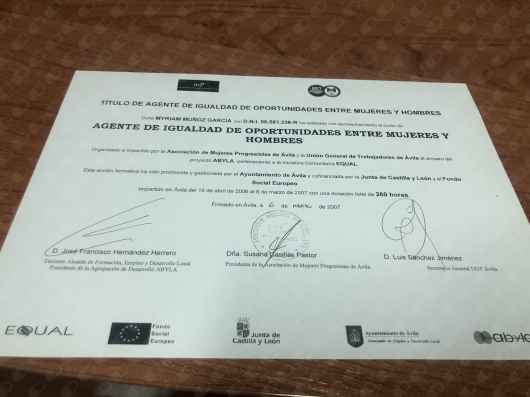 TÍTULO DE AGENTE DE IGUALDAD DE OPORTUNIDADES ENTRE MUJERES Y HOMBRES
Doña MYRIAM MUÑOZ GARCÍA con D.N.I. 06.581.336-R ha realizado con aprovechamiento el curso de
AGENTE DE IGUALDAD DE OPORTUNIDADES ENTRE MUJERES Y
HOMBRES
Organizado e impartido por la Asociación de Mujeres Progresistas de Ávila y la Unión General de Trabajadores de Ávila al amparo del
proyecto ABYLA, perteneciente a la Iniciativa Comunitaria EQUAL.
Esta acción formativa ha sido promovida y gestionada por el Ayuntamiento de Ávila y cofinanciada por la Junta de Castilla y León y el Fondo
Social Europeo.
Impartido en Ávila del 18 de abril de 2006 al 6 de marzo de 2007 con una duración total de 260 horas.
Firmado en Ávila, a 6 de marzo de 2007
D. José Francisco Hernández Herrero
Teniente Alcalde de Formación, Empleo y Desarrollo Local
Presidente de la Agrupación de Desarrollo ABYLA
Dña. Susana Pastor
Presidenta de la Asociación de Mujeres Progresistas de Ávila
D. Luis Sánchez Jiménez
Secretario General UGT Ávila
EQUAL
Fondo
Social
Europeo
Junta de
Castilla y León
Ayuntamiento de Ávila
Concejalía de Empleo y Desarrollo Local
abyla